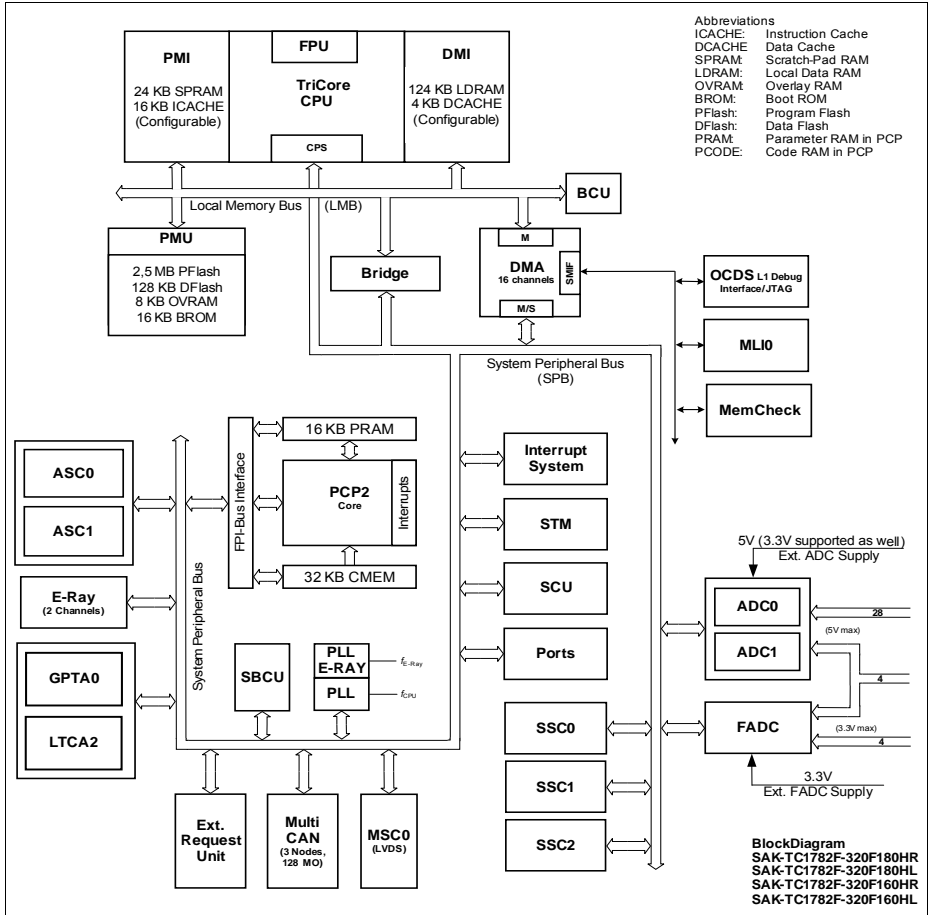 Abbreviations
ICACHE: Instruction Cache
DCACHE Data Cache
SPRAM: Scratch-Pad RAM
LDRAM: Local Data RAM
OVRAM: Overlay RAM
BROM: Boot ROM
PFlash: Program Flash
DFlash: Data Flash
PRAM: Parameter RAM in PCP
PCODE: Code RAM in PCP
PMI
24 KB SPRAM
16 KB ICACHE
(Configurable)
FPU
TriCore
CPU
CPS
DMI
124 KB LDRAM
4 KB DCACHE
(Configurable)
Local Memory Bus (LMB)
BCU
PMU
2,5 MB PFlash
128 KB DFlash
8 KB OVRAM
16 KB BROM
Bridge
M
DMA
16 channels
SMIF
M/S
OCDS L1 Debug
Interface/JTAG
MLI0
MemCheck
System Peripheral Bus
(SPB)
ASC0
ASC1
E-Ray
(2 Channels)
GPTA0
LTCA2
System Peripheral Bus
FPI-Bus Interface
16 KB PRAM
PCP2
Core
Interrupts
32 KB CMEM
SBCU
PLL
E-RAY
PLL
fE-Ray
fCPU
Interrupt
System
STM
SCU
Ports
SSC0
SSC1
SSC2
5V (3.3V supported as well)
Ext. ADC Supply
ADC0
ADC1
28
(5V max)
4
FADC
(3.3V max)
4
3.3V
Ext. FADC Supply
Ext.
Request
Unit
Multi
CAN
(3 Nodes,
128 MO)
MSC0
(LVDS)
BlockDiagram
SAK-TC1782F-320F180HR
SAK-TC1782F-320F180HL
SAK-TC1782F-320F160HR
SAK-TC1782F-320F160HL